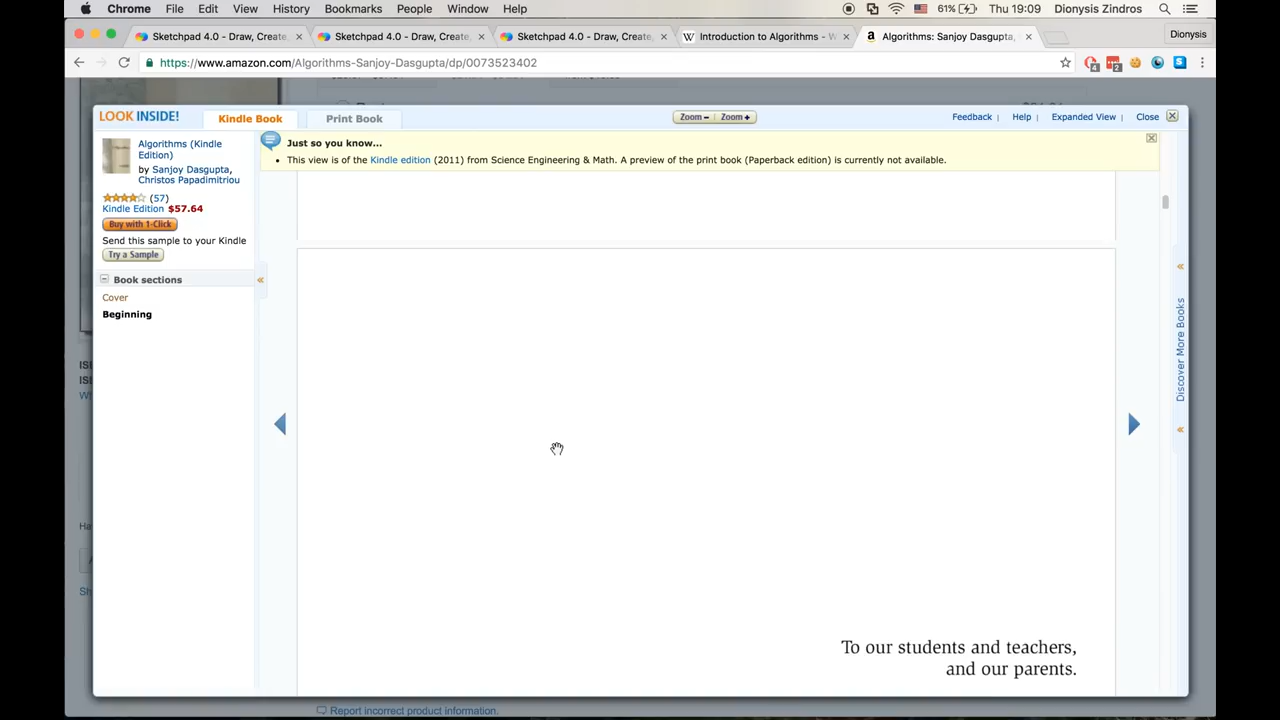 Chrome File Edit View History Bookmarks People Window Help 61% Thu 19:09 Dionysis Zindros
Sketchpad 4.0 - Draw, Create, × Sketchpad 4.0 - Draw, Create, × Sketchpad 4.0 - Draw, Create, × Introduction to Algorithms - W × Algorithms: Sanjoy Dasgupta, × Dionysis
https://www.amazon.com/Algorithms-Sanjoy-Dasgupta/dp/0073523402
LOOK INSIDE! Kindle Book Print Book Zoom − Zoom + Feedback | Help | Expanded View | Close
Algorithms (Kindle
Edition)
by Sanjoy Dasgupta,
Christos Papadimitriou
(57)
Kindle Edition $57.64
Buy with 1-Click
Send this sample to your Kindle
Try a Sample
Book sections
Cover
Beginning
Just so you know...
• This view is of the Kindle edition (2011) from Science Engineering & Math. A preview of the print book (Paperback edition) is currently not available.
To our students and teachers,
and our parents.
Discover More Books
Report incorrect product information.